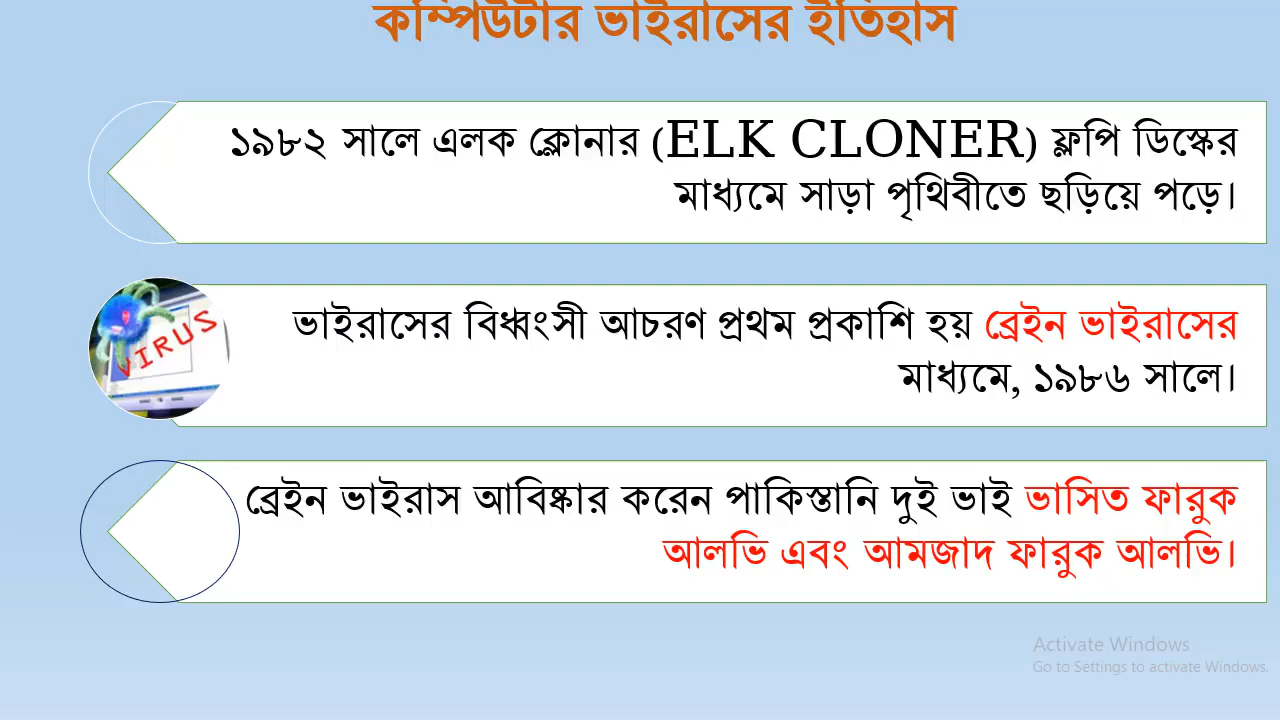 কম্পিউটার ভাইরাসের ইতিহাস
১৯৮২ সালে এলক ক্লোনার (ELK CLONER) ফ্লপি ডিস্কের
মাধ্যমে সাড়া পৃথিবীতে ছড়িয়ে পড়ে।
VIRUS
ভাইরাসের বিধ্বংসী আচরণ প্রথম প্রকাশি হয় ব্রেইন ভাইরাসের
মাধ্যমে, ১৯৮৬ সালে।
ব্রেইন ভাইরাস আবিষ্কার করেন পাকিস্তানি দুই ভাই ভাসিত ফারুক
আলভি এবং আমজাদ ফারুক আলভি।
Activate Windows
Go to Settings to activate Windows.